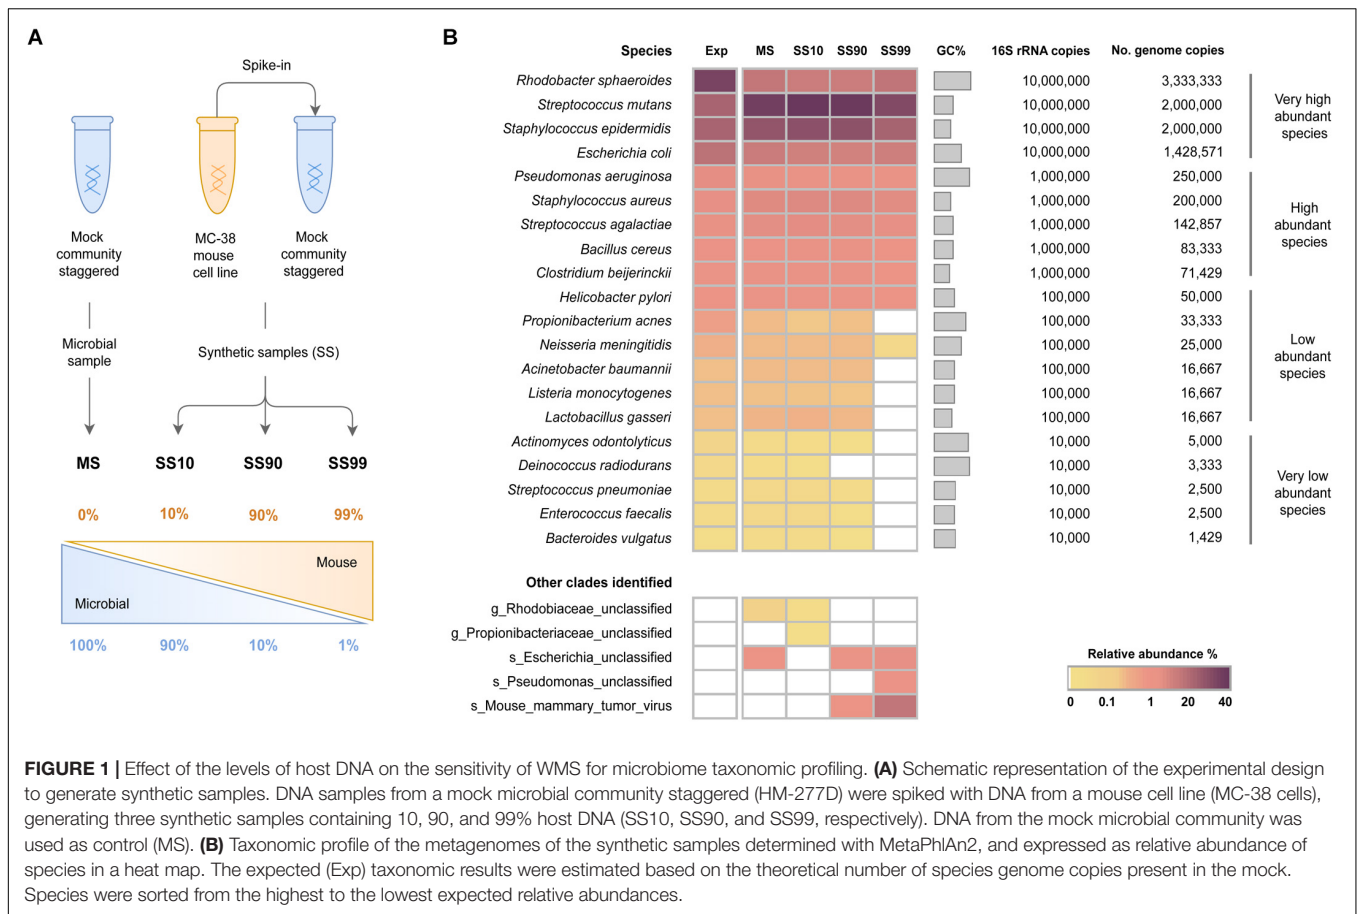 A
Spike-in
Mock
community
staggered
MC-38
mouse
cell line
Mock
community
staggered
Microbial
sample
Synthetic samples (SS)
MS SS10 SS90 SS99
0% 10% 90% 99%
Mouse
Microbial
100% 90% 10% 1%
B
Species Exp MS SS10 SS90 SS99 GC% 16S rRNA copies No. genome copies
Rhodobacter sphaeroides 10,000,000 3,333,333
Streptococcus mutans 10,000,000 2,000,000
Staphylococcus epidermidis 10,000,000 2,000,000
Escherichia coli 10,000,000 1,428,571
Very high
abundant
species
Pseudomonas aeruginosa 1,000,000 250,000
Staphylococcus aureus 1,000,000 200,000
Streptococcus agalactiae 1,000,000 142,857
Bacillus cereus 1,000,000 83,333
Clostridium beijerinckii 1,000,000 71,429
High
abundant
species
Helicobacter pylori 100,000 50,000
Propionibacterium acnes 100,000 33,333
Neisseria meningitidis 100,000 25,000
Acinetobacter baumannii 100,000 16,667
Listeria monocytogenes 100,000 16,667
Lactobacillus gasseri 100,000 16,667
Low
abundant
species
Actinomyces odontolyticus 10,000 5,000
Deinococcus radiodurans 10,000 3,333
Streptococcus pneumoniae 10,000 2,500
Enterococcus faecalis 10,000 2,500
Bacteroides vulgatus 10,000 1,429
Very low
abundant
species
Other clades identified
g_Rhodobiaceae_unclassified
g_Propionibacteriaceae_unclassified
s_Escherichia_unclassified
s_Pseudomonas_unclassified
s_Mouse_mammary_tumor_virus
Relative abundance %
0 0.1 1 20 40
FIGURE 1 | Effect of the levels of host DNA on the sensitivity of WMS for microbiome taxonomic profiling. (A) Schematic representation of the experimental design
to generate synthetic samples. DNA samples from a mock microbial community staggered (HM-277D) were spiked with DNA from a mouse cell line (MC-38 cells),
generating three synthetic samples containing 10, 90, and 99% host DNA (SS10, SS90, and SS99, respectively). DNA from the mock microbial community was
used as control (MS). (B) Taxonomic profile of the metagenomes of the synthetic samples determined with MetaPhlAn2, and expressed as relative abundance of
species in a heat map. The expected (Exp) taxonomic results were estimated based on the theoretical number of species genome copies present in the mock.
Species were sorted from the highest to the lowest expected relative abundances.